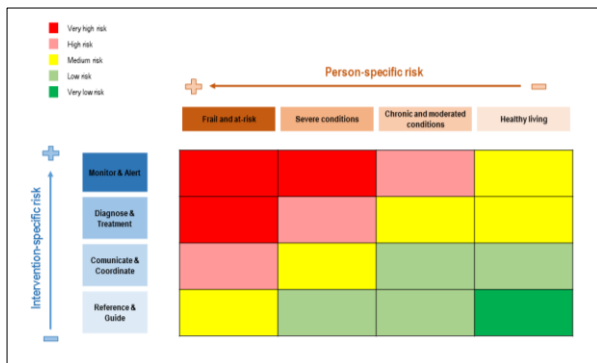 Very high risk
High risk
Medium risk
Low risk
Very low risk
Person-specific risk
Frail and at-risk
Severe conditions
Chronic and moderated
conditions
Healthy living
Intervention-specific risk
Monitor & Alert
Diagnose &
Treatment
Comunicate &
Coordinate
Reference &
Guide